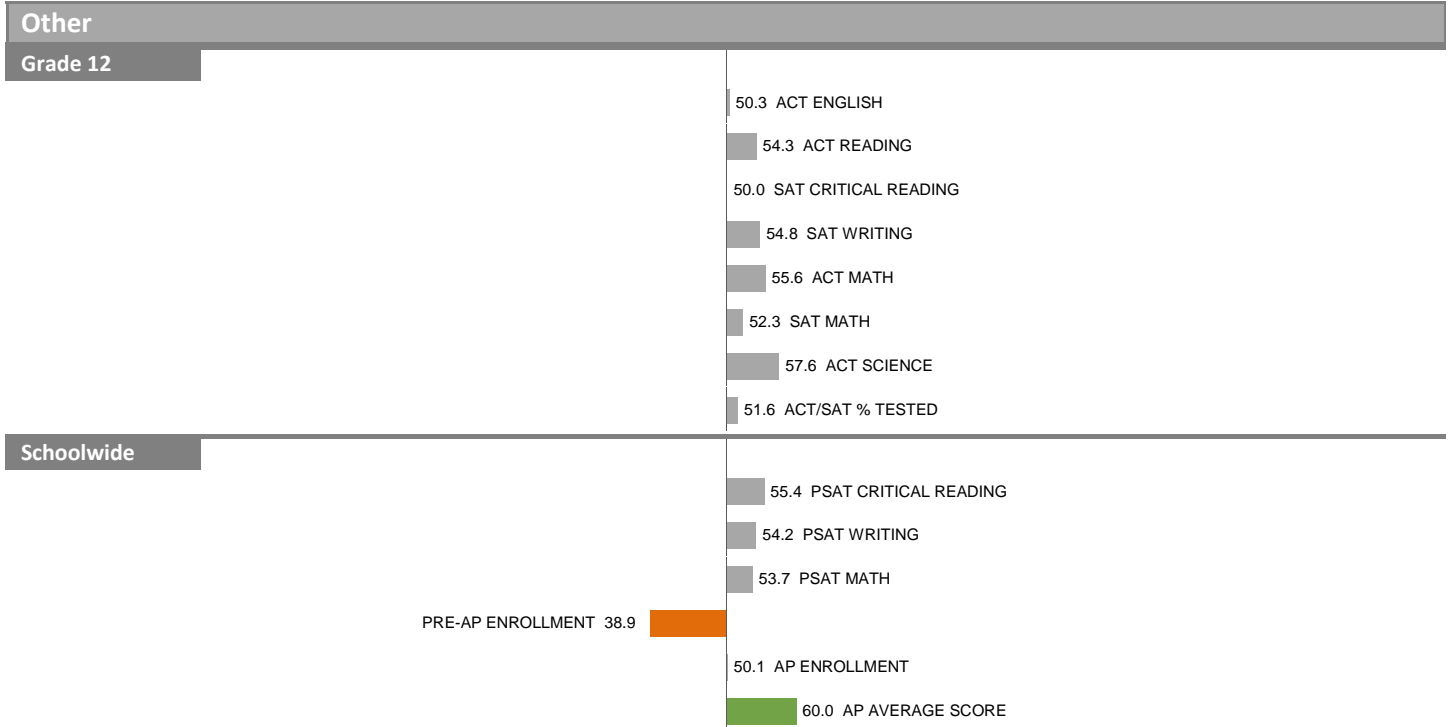 Other
Grade 12
50.3 ACT ENGLISH
54.3 ACT READING
50.0 SAT CRITICAL READING
54.8 SAT WRITING
55.6 ACT MATH
52.3 SAT MATH
57.6 ACT SCIENCE
51.6 ACT/SAT % TESTED
Schoolwide
55.4 PSAT CRITICAL READING
54.2 PSAT WRITING
53.7 PSAT MATH
PRE-AP ENROLLMENT 38.9
50.1 AP ENROLLMENT
60.0 AP AVERAGE SCORE